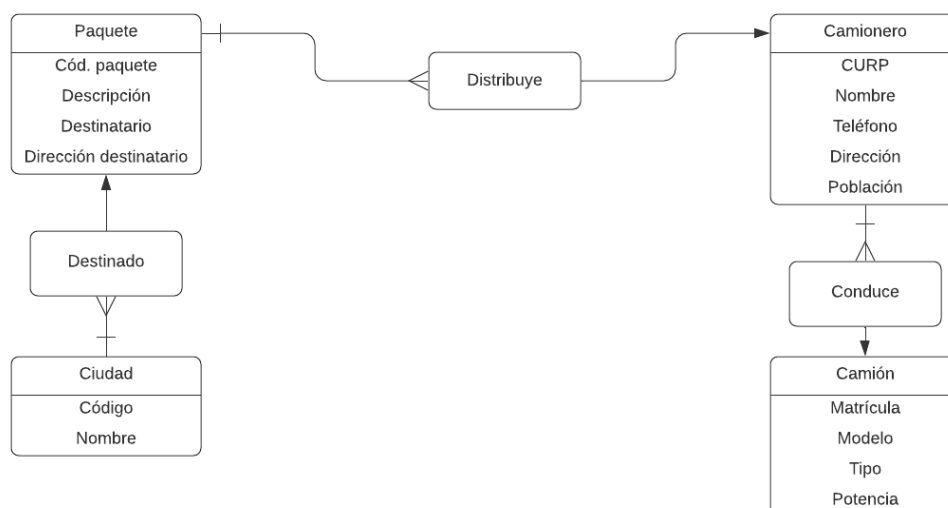 Paquete
Cód. paquete
Descripción
Destinatario
Dirección destinatario
Distribuye
Camionero
CURP
Nombre
Teléfono
Dirección
Población
Destinado
Conduce
Ciudad
Código
Nombre
Camión
Matrícula
Modelo
Tipo
Potencia